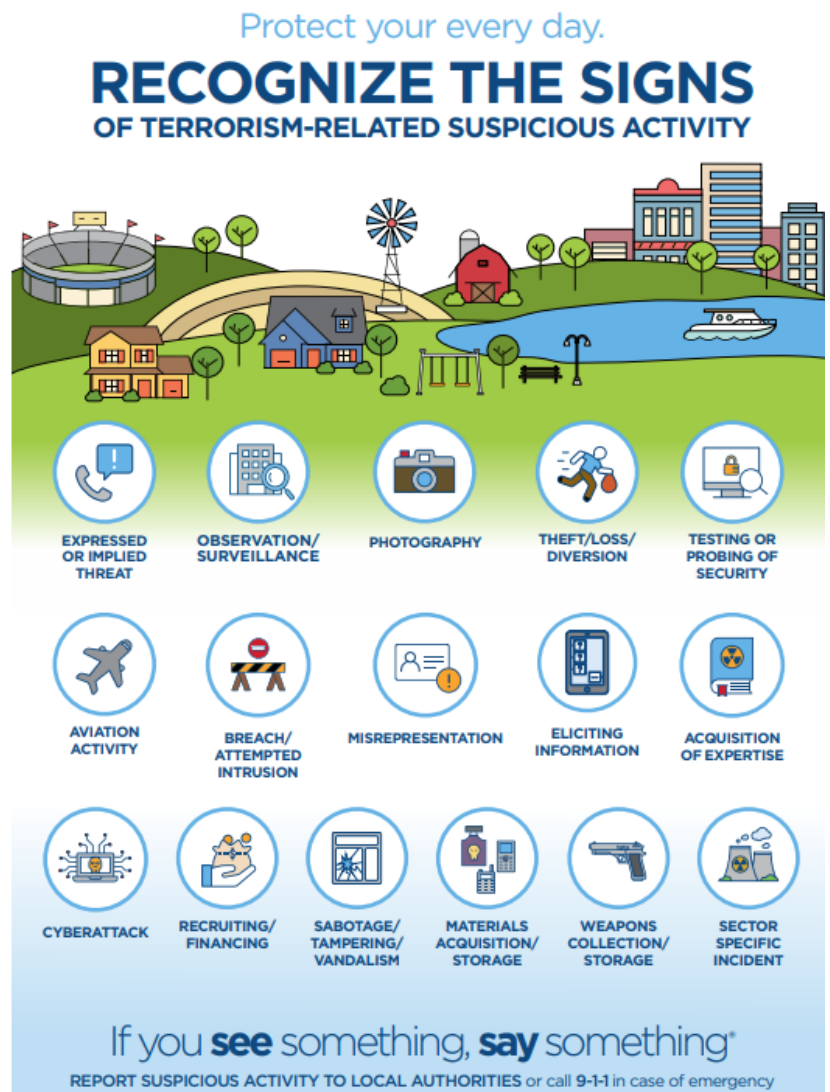 Protect your every day.
RECOGNIZE THE SIGNS
OF TERRORISM-RELATED SUSPICIOUS ACTIVITY
EXPRESSED
OR IMPLIED
THREAT
OBSERVATION/
SURVEILLANCE
PHOTOGRAPHY
THEFT/LOSS/
DIVERSION
TESTING OR
PROBING OF
SECURITY
AVIATION
ACTIVITY
BREACH/
ATTEMPTED
INTRUSION
MISREPRESENTATION
ELICITING
INFORMATION
ACQUISITION
OF EXPERTISE
CYBERATTACK
RECRUITING/
FINANCING
SABOTAGE/
TAMPERING/
VANDALISM
MATERIALS
ACQUISITION/
STORAGE
WEAPONS
COLLECTION/
STORAGE
SECTOR
SPECIFIC
INCIDENT
If you see something, say something®
REPORT SUSPICIOUS ACTIVITY TO LOCAL AUTHORITIES or call 9-1-1 in case of emergency